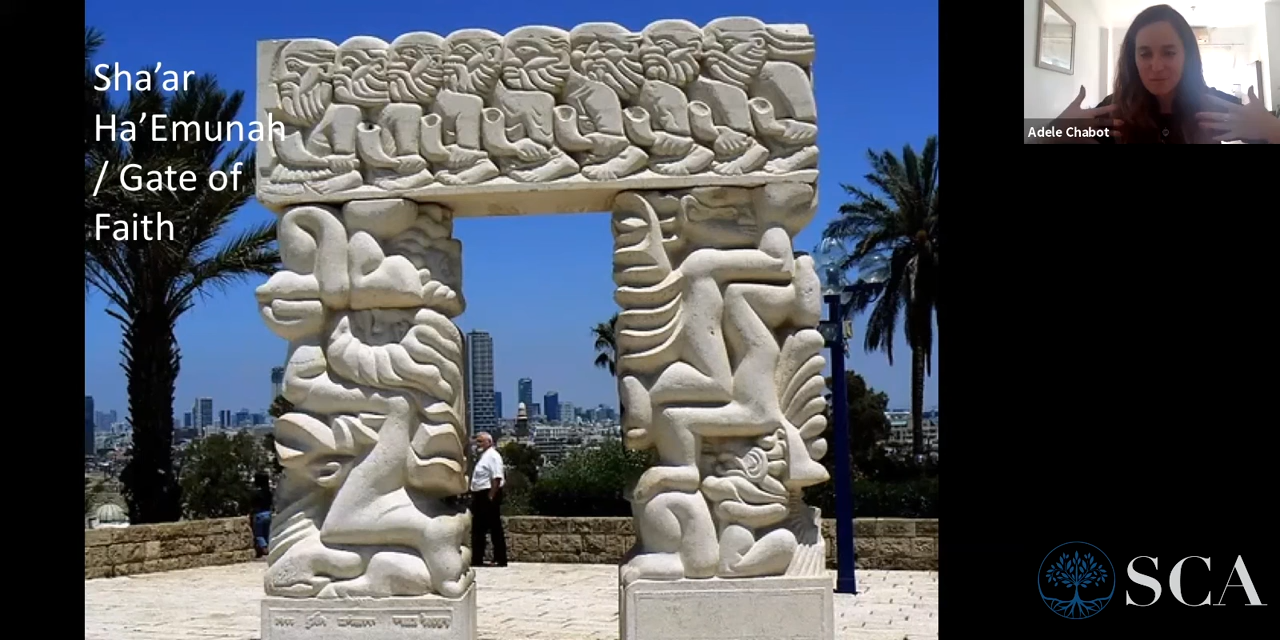 Sha’ar
Ha’Emunah
/ Gate of
Faith
Adele Chabot
SCA